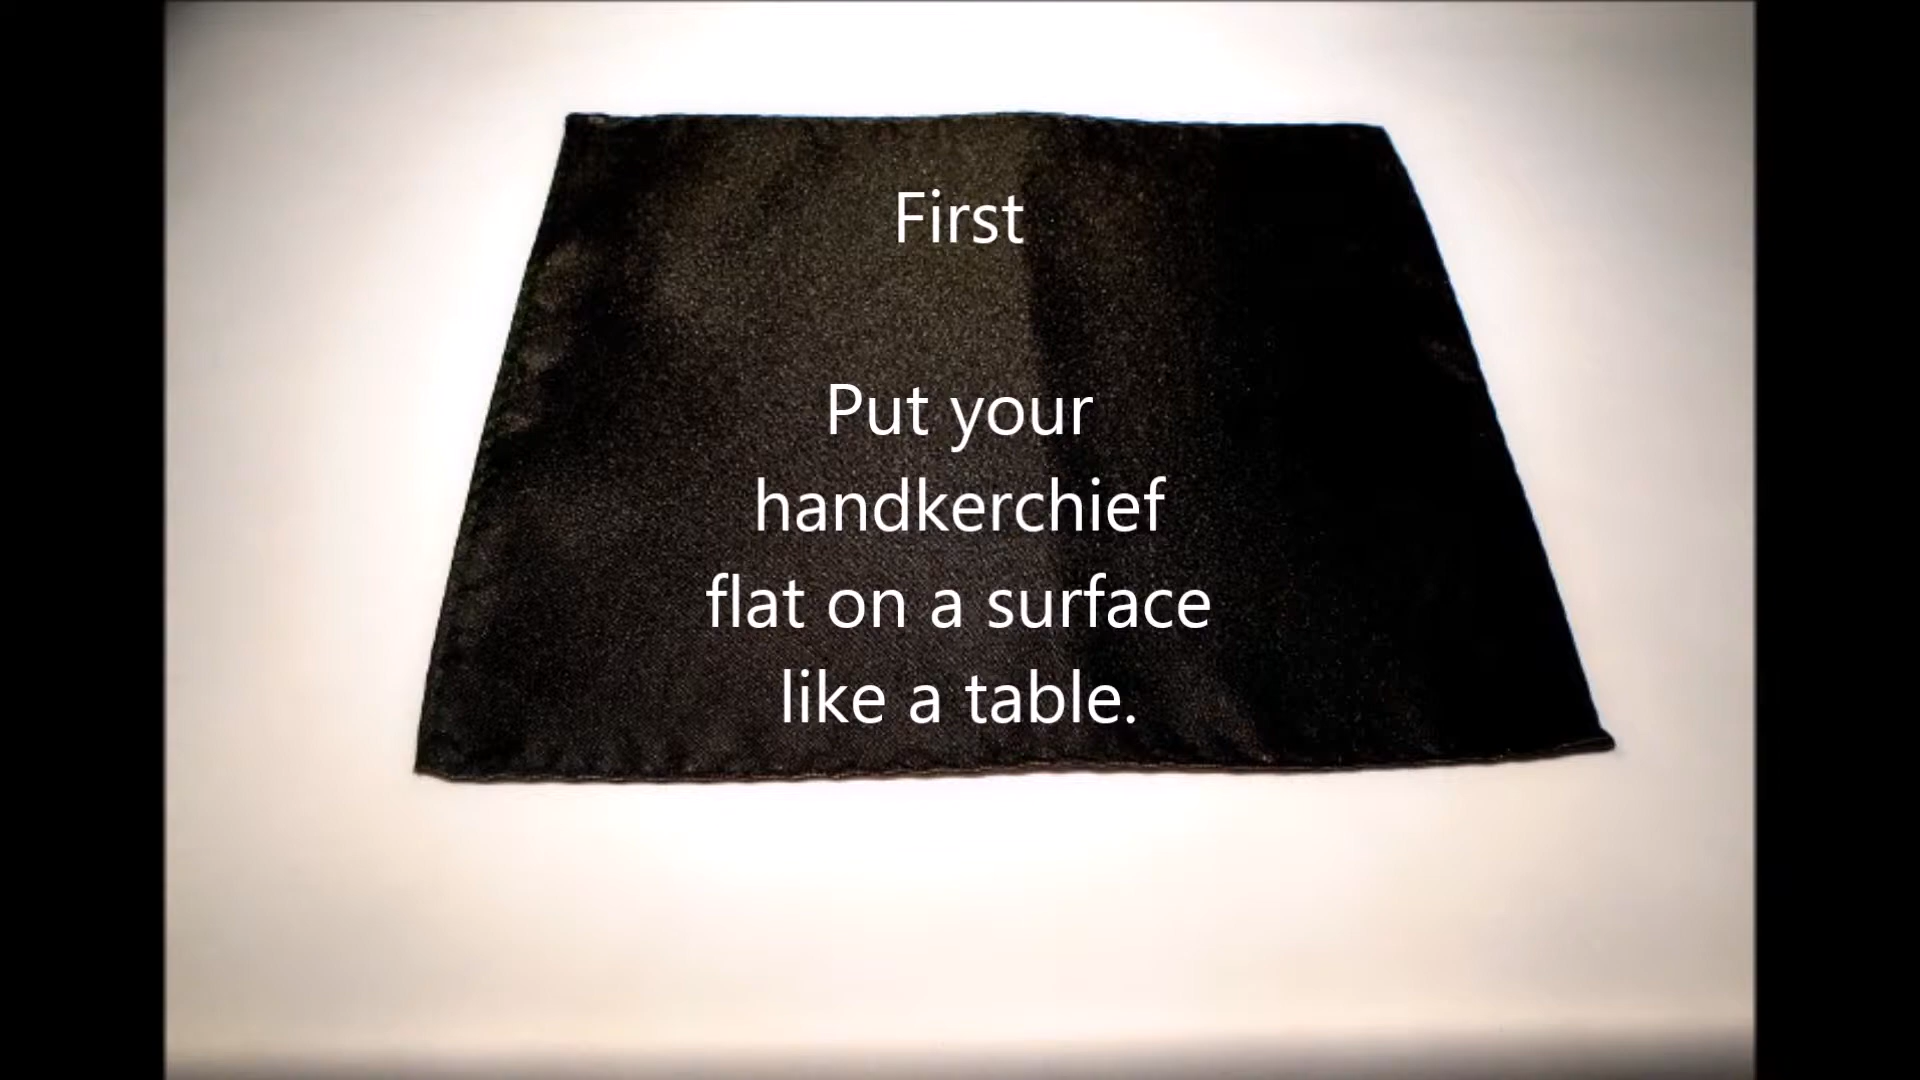 First
Put your
handkerchief
flat on a surface
like a table.